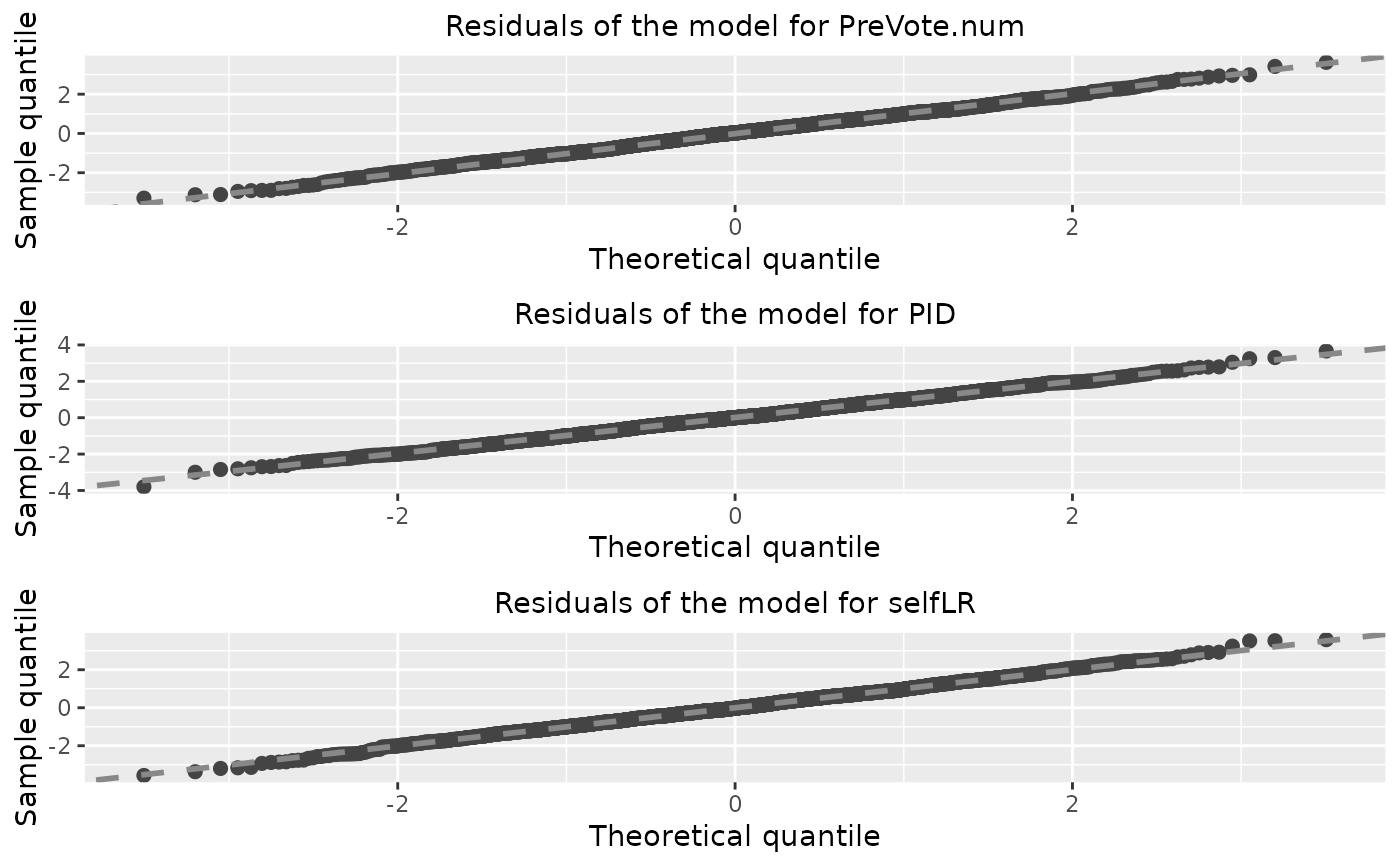 Residuals of the model for PreVote.num
Sample quantile
2
0
-2
-2 0 2
Theoretical quantile
Residuals of the model for PID
Sample quantile
4
2
0
-2
-4
-2 0 2
Theoretical quantile
Residuals of the model for selfLR
Sample quantile
2
0
-2
-2 0 2
Theoretical quantile